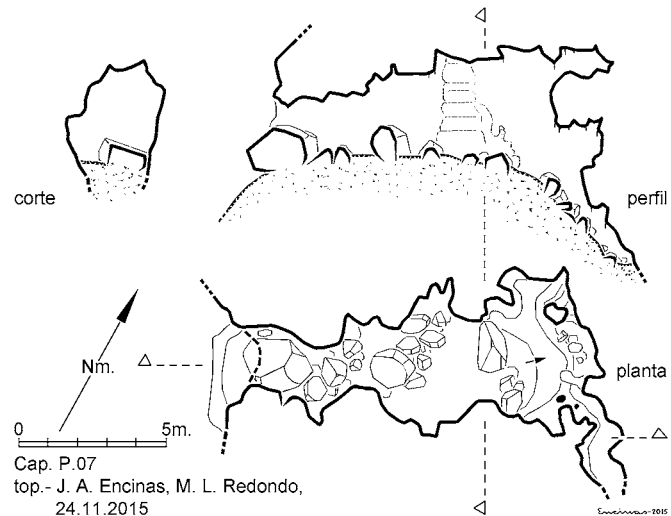 corte
perfil
Nm.
planta
0 5m.
Cap. P.07
top.- J. A. Encinas, M. L. Redondo,
24.11.2015
Encinas-2015